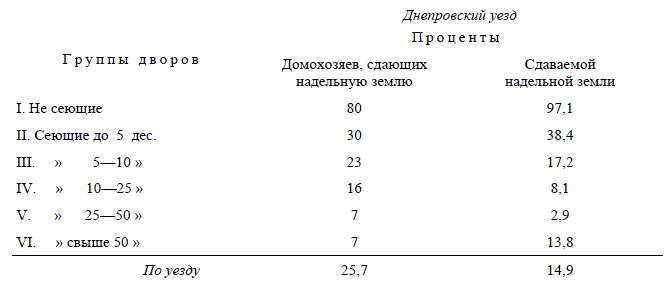 Днепровский уезд
Проценты
Группы дворов
Домохозяев, сдающих надельную землю
Сдаваемой надельной земли
I. Не сеющие 80 97,1
II. Сеющие до 5 дес. 30 38,4
III. » 5—10 » 23 17,2
IV. » 10—25 » 16 8,1
V. » 25—50 » 7 2,9
VI. » свыше 50 » 7 13,8
По уезду 25,7 14,9